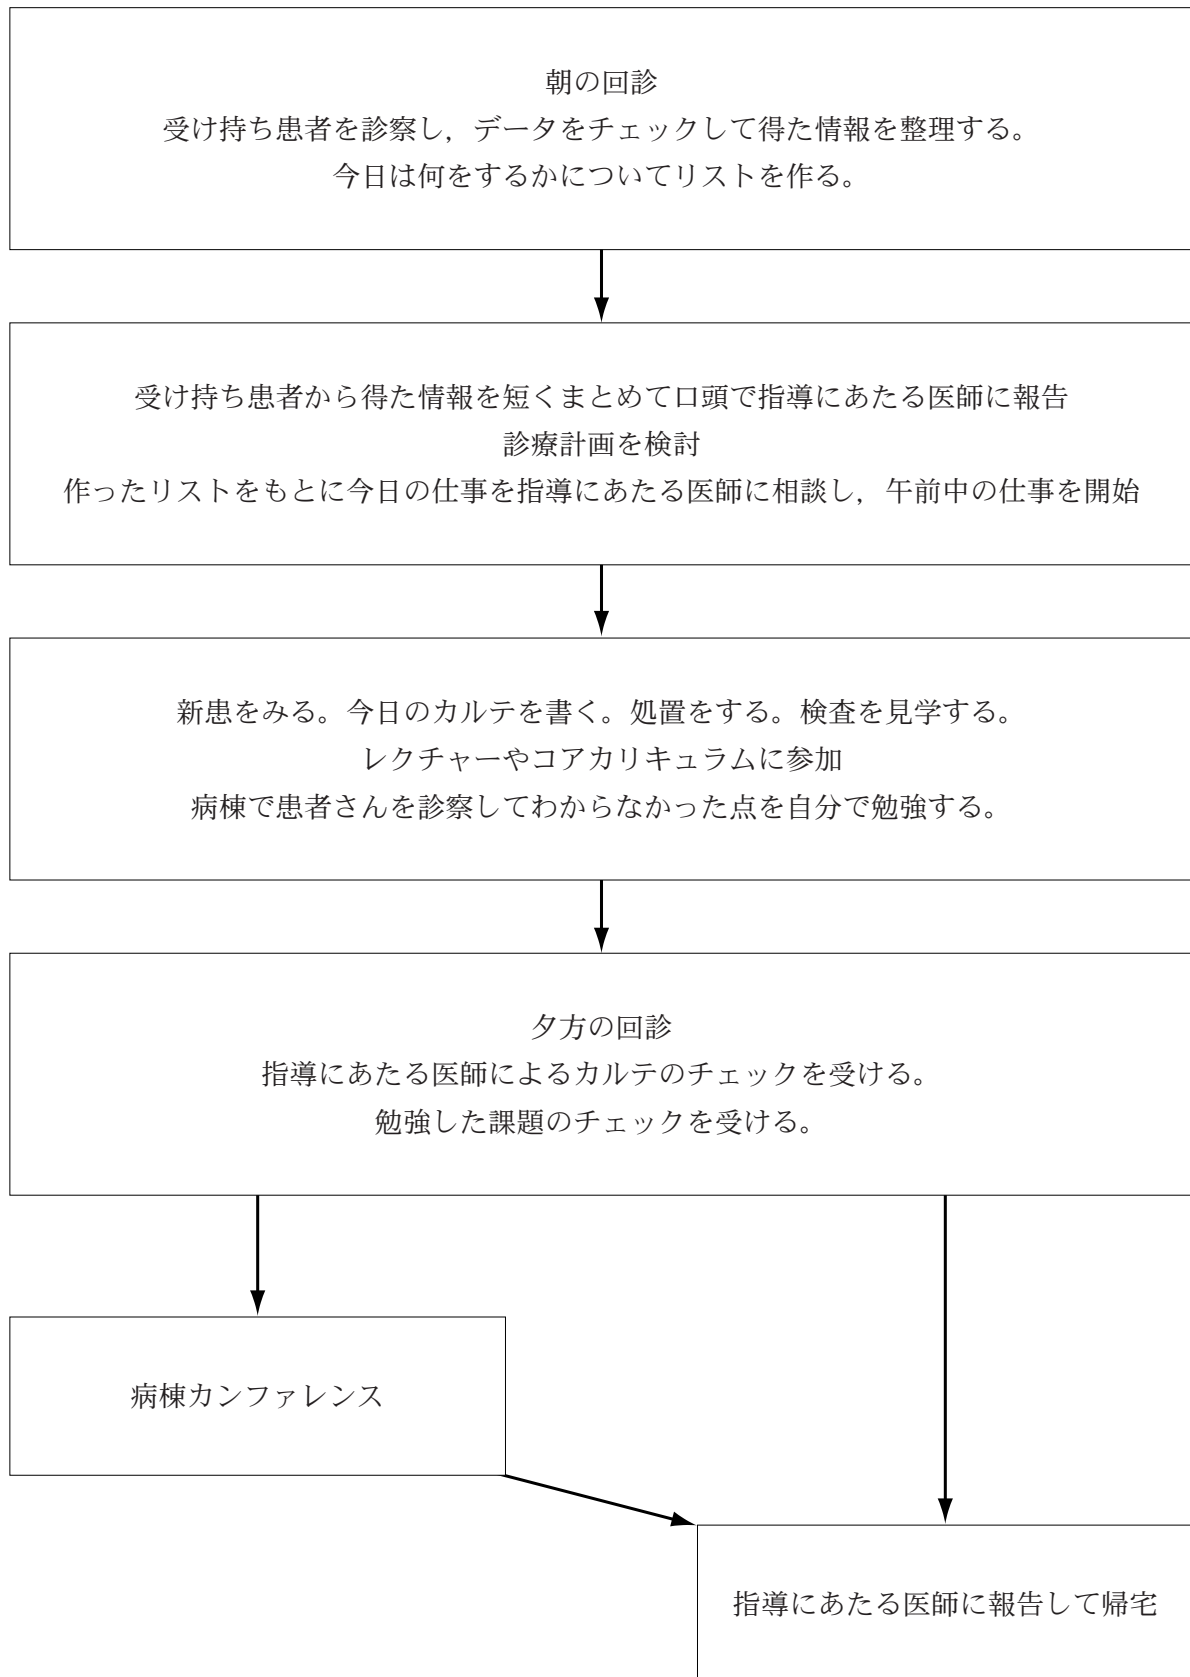 朝の回診
受け持ち患者を診察し，データをチェックして得た情報を整理する。
今日は何をするかについてリストを作る。
受け持ち患者から得た情報を短くまとめて口頭で指導にあたる医師に報告
診療計画を検討
作ったリストをもとに今日の仕事を指導にあたる医師に相談し，午前中の仕事を開始
新患をみる。今日のカルテを書く。処置をする。検査を見学する。
レクチャーやコアカリキュラムに参加
病棟で患者さんを診察してわからなかった点を自分で勉強する。
夕方の回診
指導にあたる医師によるカルテのチェックを受ける。
勉強した課題のチェックを受ける。
病棟カンファレンス
指導にあたる医師に報告して帰宅